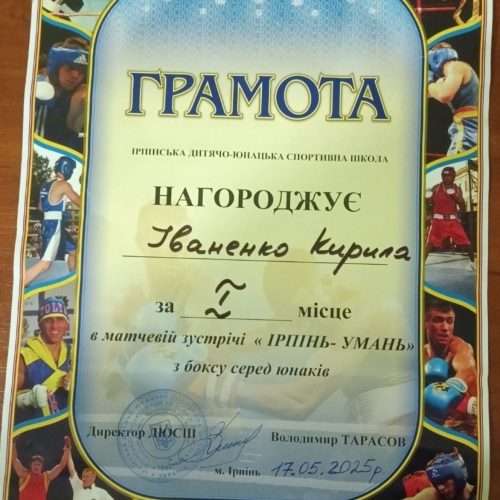 ГРАМОТА
ІРПІНСЬКА ДИТЯЧО-ЮНАЦЬКА СПОРТИВНА ШКОЛА
НАГОРОДЖУЄ
Іваненко Кирила
за I місце
в матчевій зустрічі « ІРПІНЬ- УМАНЬ»
з боксу серед юнаків
Директор ДЮСШ Володимир ТАРАСОВ
м. Ірпінь 17.05.2025р